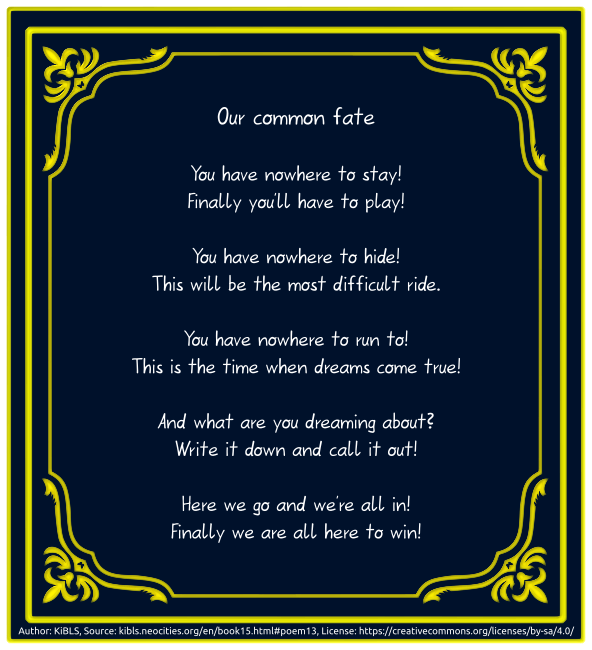 Our common fate
You have nowhere to stay!
Finally you'll have to play!
You have nowhere to hide!
This will be the most difficult ride.
You have nowhere to run to!
This is the time when dreams come true!
And what are you dreaming about?
Write it down and call it out!
Here we go and we're all in!
Finally we are all here to win!
Author: KiBLS, Source: kibls.neocities.org/en/book15.html#poem13, License: https://creativecommons.org/licenses/by-sa/4.0/